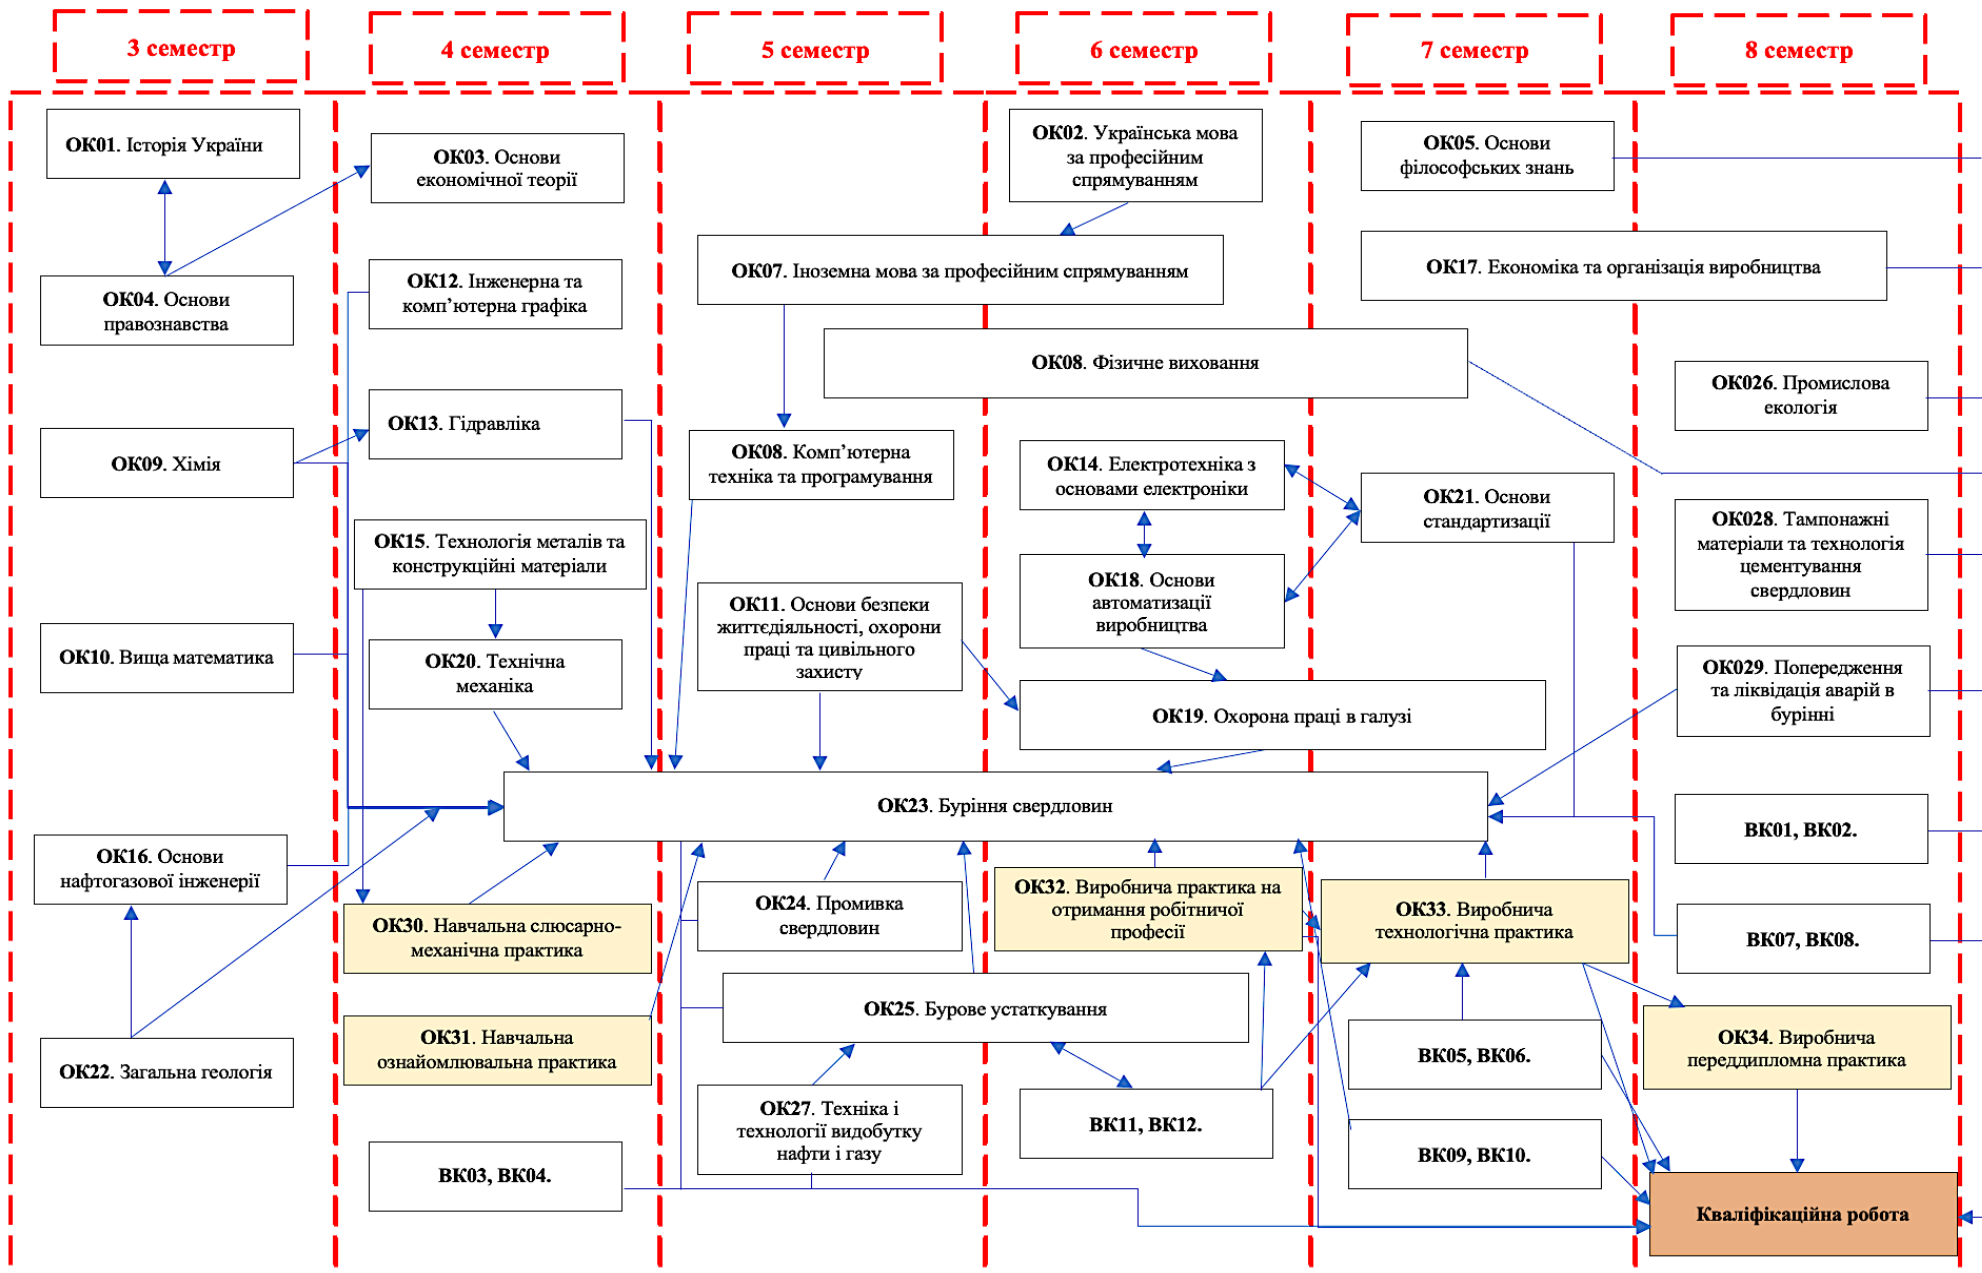 3 семестр
4 семестр
5 семестр
6 семестр
7 семестр
8 семестр
ОК01. Історія України
ОК04. Основи
правознавства
ОК09. Хімія
ОК10. Вища математика
ОК16. Основи
нафтогазової інженерії
ОК22. Загальна геологія
ОК03. Основи
економічної теорії
ОК12. Інженерна та
комп’ютерна графіка
ОК13. Гідравліка
ОК15. Технологія металів та
конструкційні матеріали
ОК20. Технічна
механіка
ОК30. Навчальна слюсарно-
механічна практика
ОК31. Навчальна
ознайомлювальна практика
ВК03, ВК04.
ОК02. Українська мова
за професійним
спрямуванням
ОК07. Іноземна мова за професійним спрямуванням
ОК08. Фізичне виховання
ОК08. Комп’ютерна
техніка та програмування
ОК11. Основи безпеки
життєдіяльності, охорони
праці та цивільного
захисту
ОК14. Електротехніка з
основами електроніки
ОК18. Основи
автоматизації
виробництва
ОК19. Охорона праці в галузі
ОК23. Буріння свердловин
ОК24. Промивка
свердловин
ОК25. Бурове устаткування
ОК27. Техніка і
технології видобутку
нафти і газу
ОК32. Виробнича практика на
отримання робітничої
професії
ВК11, ВК12.
ОК05. Основи
філософських знань
ОК17. Економіка та організація виробництва
ОК21. Основи
стандартизації
ОК33. Виробнича
технологічна практика
ВК05, ВК06.
ВК09, ВК10.
ОК026. Промислова
екологія
ОК028. Тампонажні
матеріали та технологія
цементування
свердловин
ОК029. Попередження
та ліквідація аварій в
бурінні
ВК01, ВК02.
ВК07, ВК08.
ОК34. Виробнича
переддипломна практика
Кваліфікаційна робота